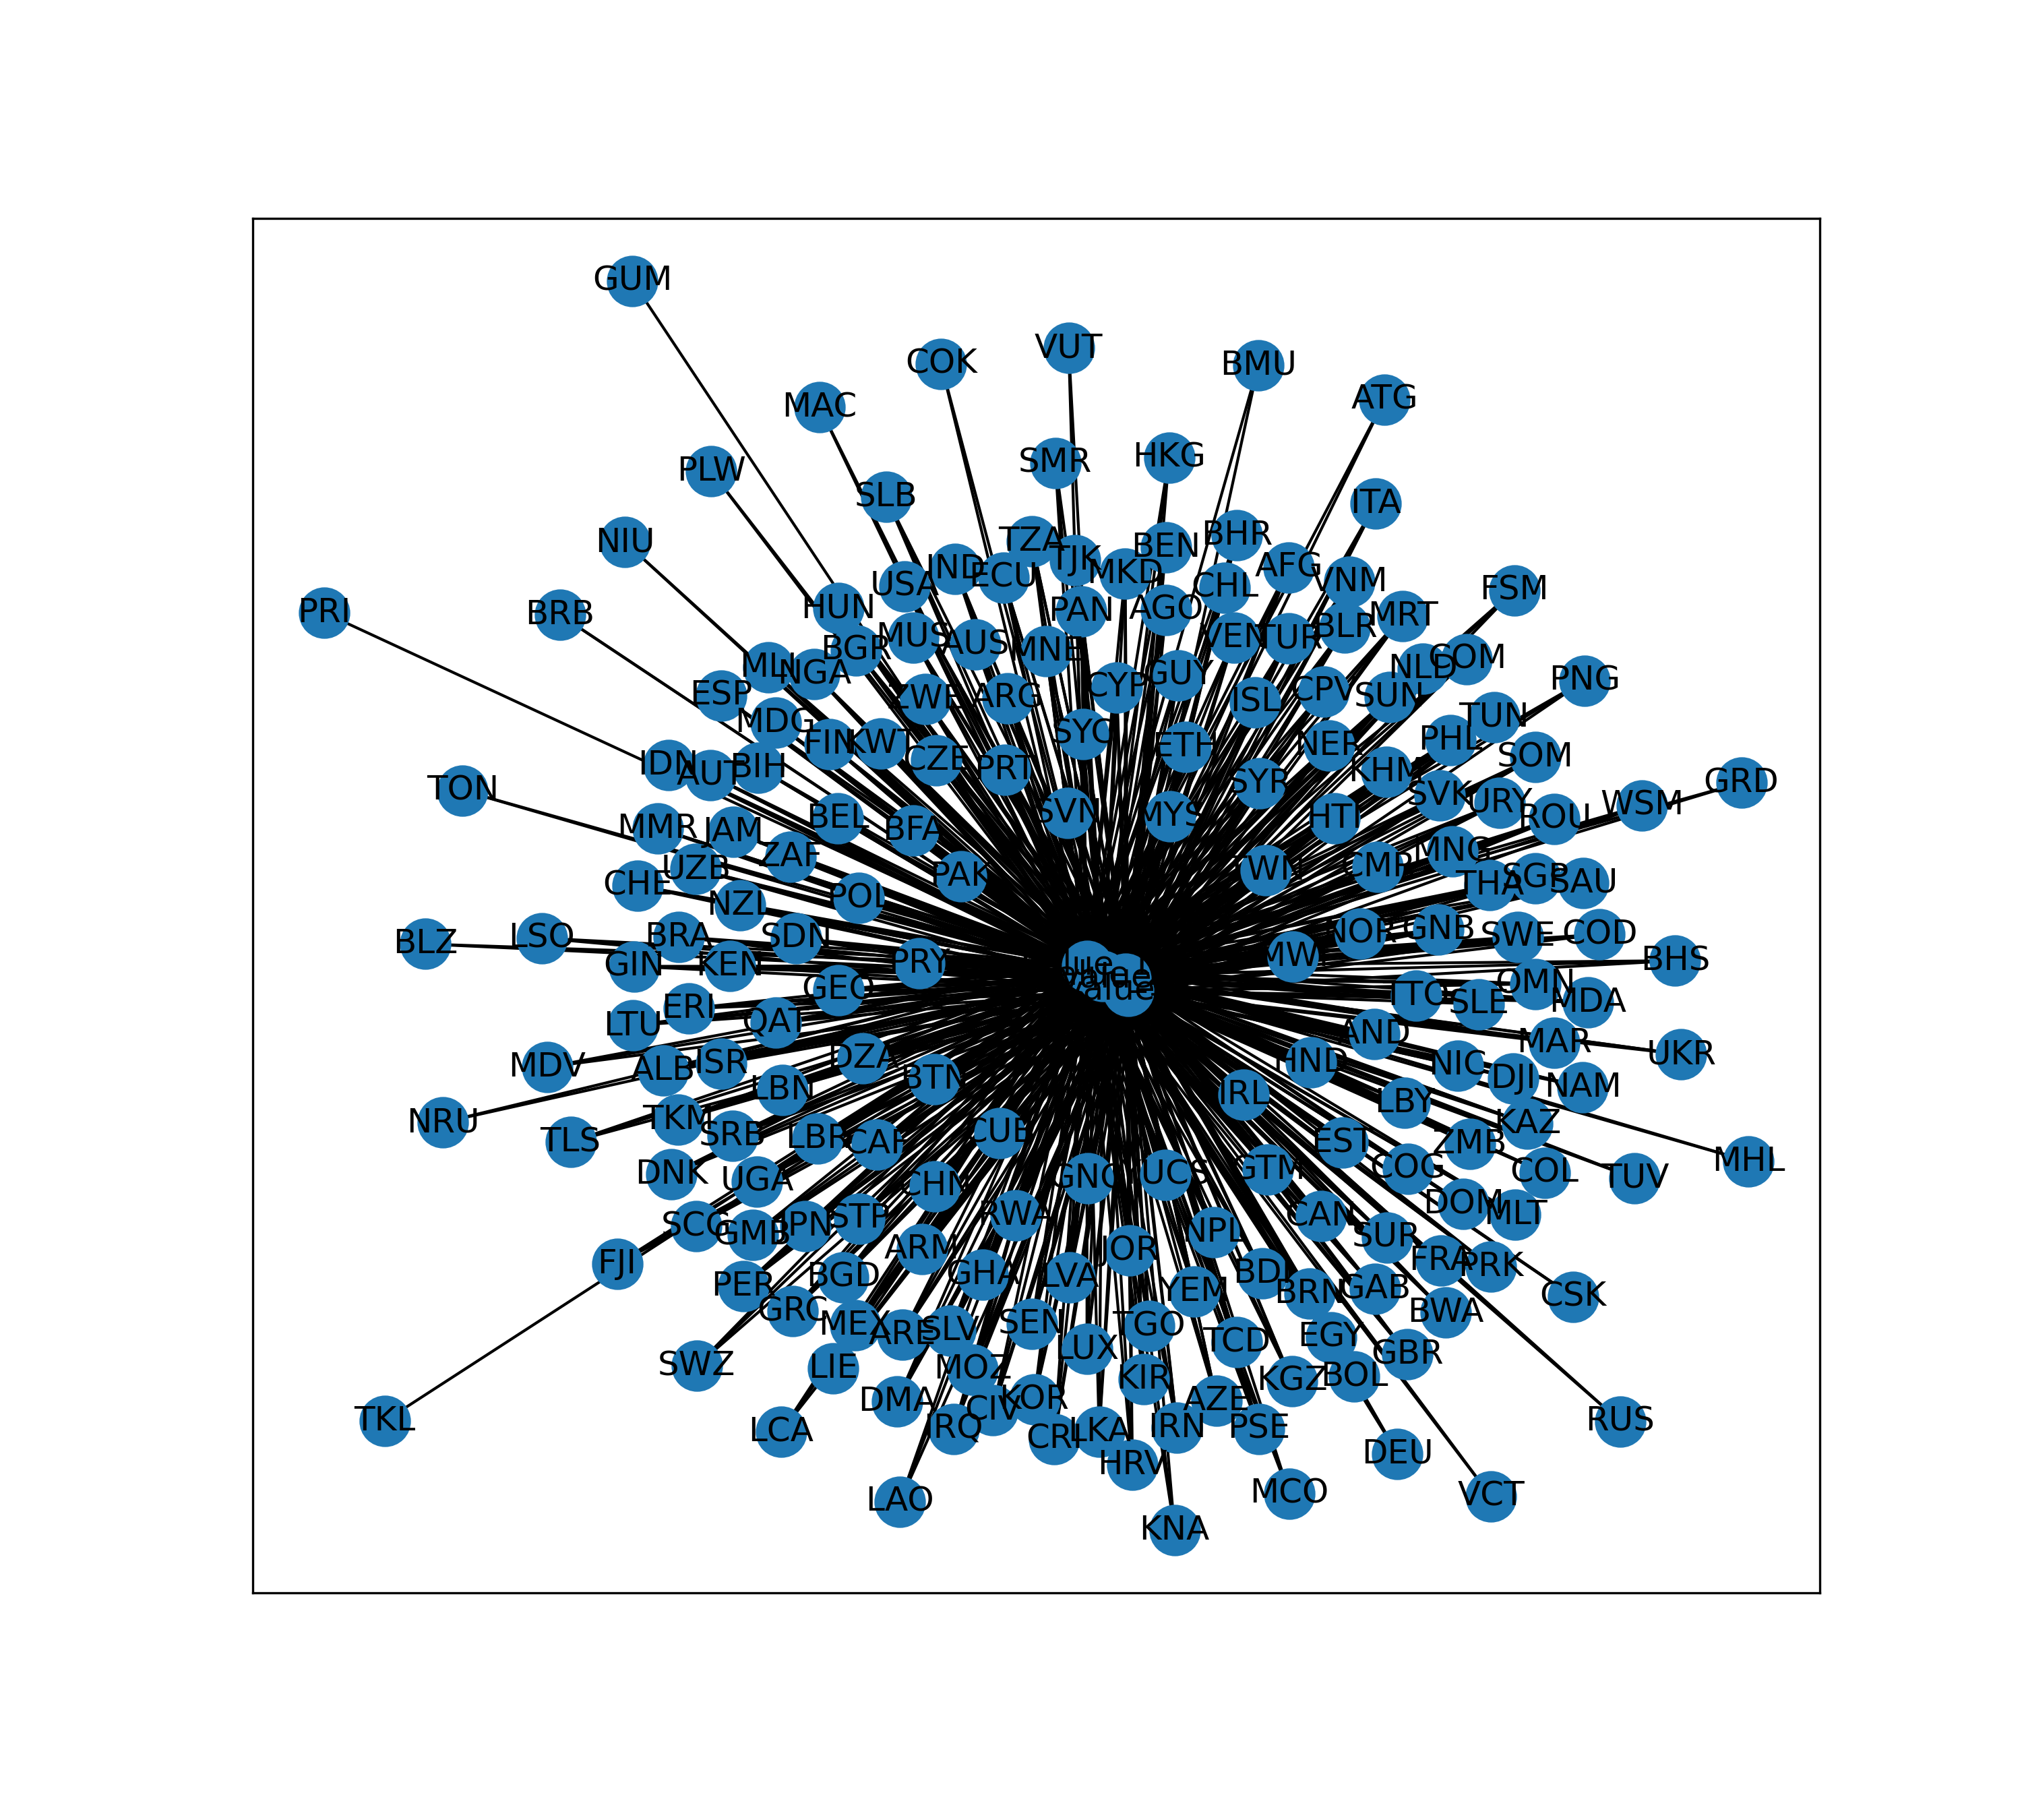 GUM
VUT
COK
BMU
ATG
MAC
HKG
SMR
PLW
SLB
ITA
BHR
TZA
NIU
BEN
TJK
AFG
IND
MKD
ECU
VNM
USA
CHL
FSM
HUN
AGO
PAN
PRI
BRB
MRT
BLR
MUS
VEN
TUR
AUS
BGR
MNE
COM
NLD
MLI
NGA
GUY
PNG
CYP
ESP
CPV
ZWE
ARG
SUN
ISL
TUN
MDG
SYC
PHL
FIN
KWT
NER
ETH
SOM
CZE
IDN
BIH
PRT
KHM
AUT
SYR
GRD
TON
SVK
URY
WSM
SVN
MYS
BEL
HTI
ROU
MMR
JAM
BFA
MNG
ZAF
CMR
UZB
TWN
PAK
SGP
SAU
CHE
THA
POL
NZL
GNB
NOR
COD
LSO
BRA
SDN
SWE
BLZ
MWI
BHS
PRY
GIN
KEN
value
OMN
GEO
TTO
MDA
SLE
ERI
QAT
LTU
AND
MAR
UKR
DZA
HND
ISR
NIC
MDV
ALB
BTN
DJI
NAM
LBN
IRL
LBY
TKM
NRU
KAZ
CUB
SRB
LBR
TLS
CAF
EST
ZMB
MHL
COG
GTM
DNK
COL
UCS
GNQ
TUV
UGA
CHN
DOM
MLT
RWA
STP
CAN
JPN
SCG
NPL
GMB
SUR
ARM
JOR
FRA
FJI
PRK
BDI
GHA
LVA
BGD
PER
GAB
YEM
BRN
CSK
GRC
BWA
SEN
MEX
TGO
SLV
ARE
EGY
TCD
LUX
GBR
SWZ
LIE
MOZ
BOL
KIR
KGZ
KOR
DMA
AZE
CIV
TKL
RUS
IRN
IRQ
PSE
LCA
LKA
CRI
DEU
HRV
MCO
VCT
LAO
KNA